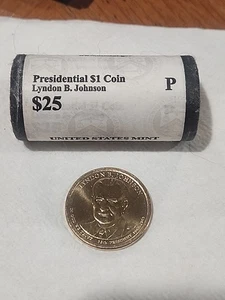 Presidential $1 Coin
Lyndon B. Johnson
$25
P
UNITED STATES MINT
LYNDON B. JOHNSON